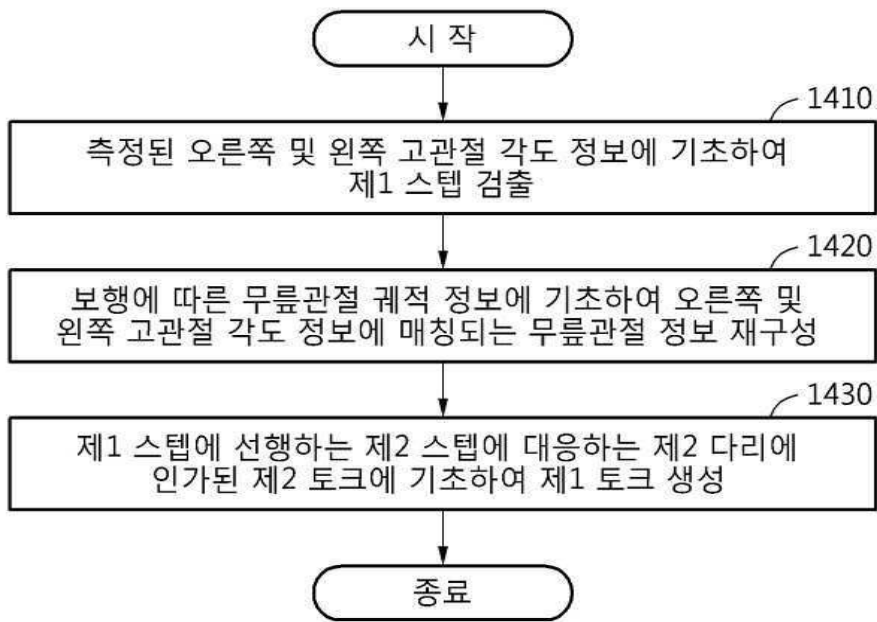 시 작
1410
측정된 오른쪽 및 왼쪽 고관절 각도 정보에 기초하여
제1 스텝 검출
1420
보행에 따른 무릎관절 궤적 정보에 기초하여 오른쪽 및
왼쪽 고관절 각도 정보에 매칭되는 무릎관절 정보 재구성
1430
제1 스텝에 선행하는 제2 스텝에 대응하는 제2 다리에
인가된 제2 토크에 기초하여 제1 토크 생성
종료